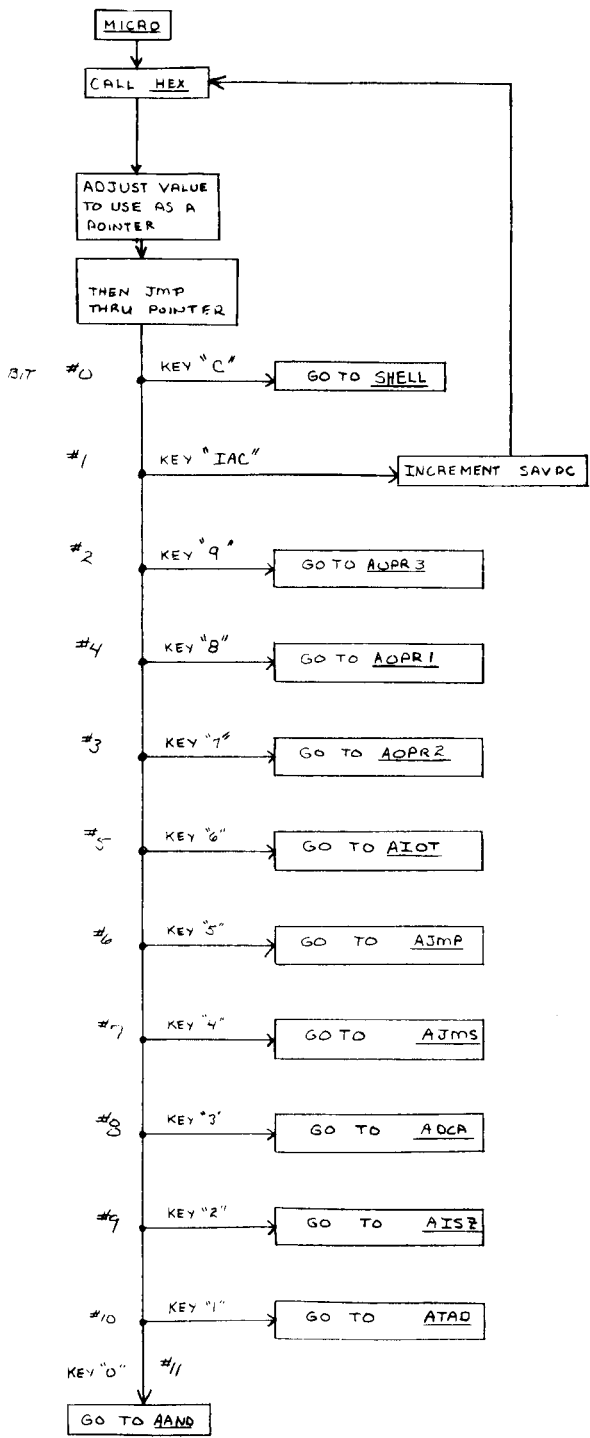 MICRO
CALL HEX
ADJUST VALUE
TO USE AS A
POINTER
THEN JMP
THRU POINTER
BIT #0 KEY "C" GO TO SHELL
#1 KEY "IAC" INCREMENT SAVPC
#2 KEY "9" GO TO AOPR3
#4 KEY "8" GO TO AOPR1
#3 KEY "7" GO TO AOPR2
#5 KEY "6" GO TO AIOT
#6 KEY "5" GO TO AJMP
#7 KEY "4" GO TO AJMS
#8 KEY "3' GO TO ADCA
#9 KEY "2" GO TO AISZ
#10 KEY "1" GO TO ATAD
KEY "0" #11
GO TO AAND